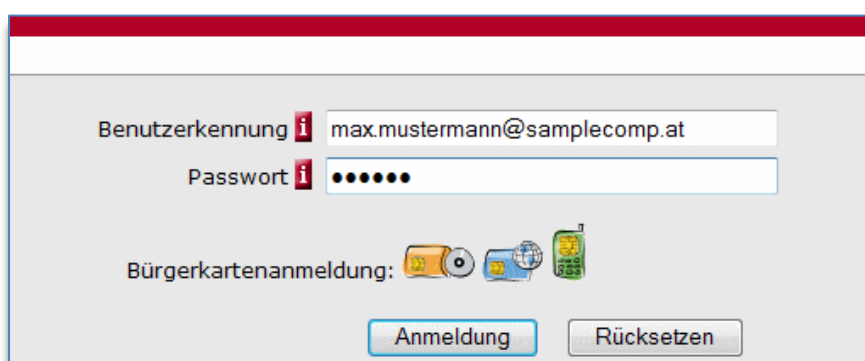 Benutzerkennung i max.mustermann@samplecomp.at
Passwort i ••••••
Bürgerkartenanmeldung:
Anmeldung Rücksetzen